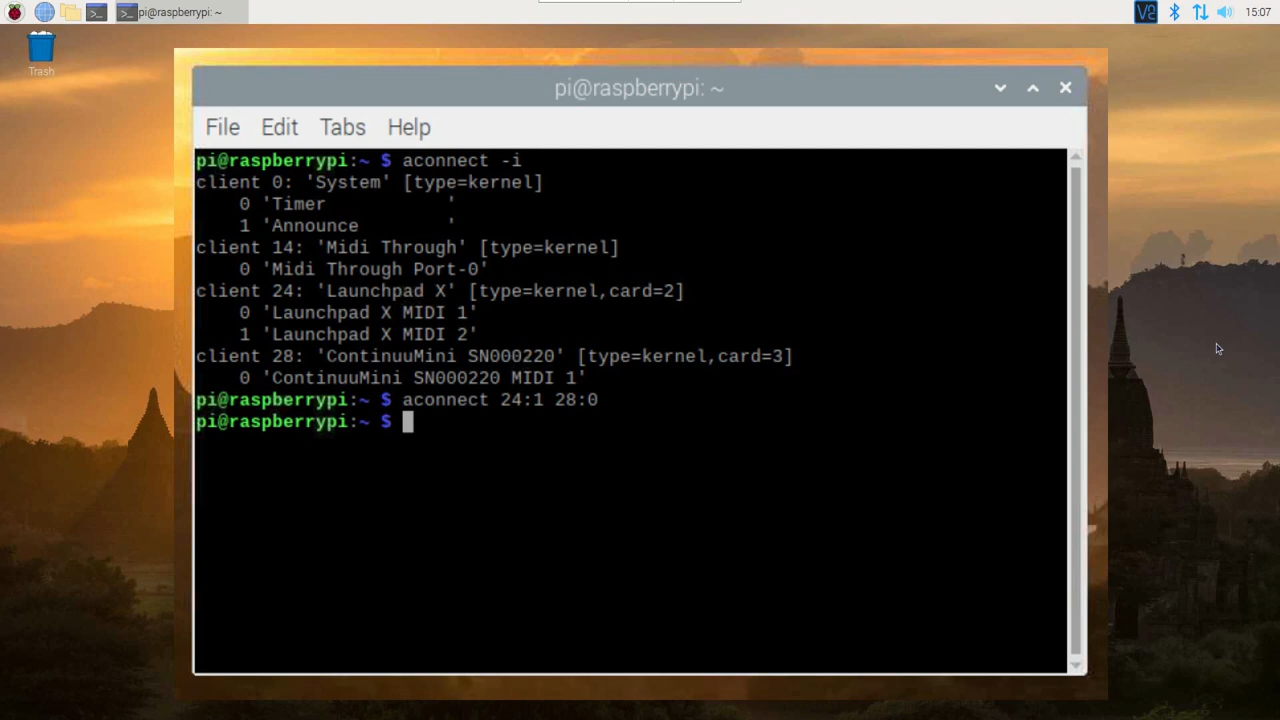 pi@raspberrypi: ~
15:07
Trash
pi@raspberrypi: ~
File Edit Tabs Help
pi@raspberrypi:~ $ aconnect -i
client 0: 'System' [type=kernel]
    0 'Timer           '
    1 'Announce        '
client 14: 'Midi Through' [type=kernel]
    0 'Midi Through Port-0'
client 24: 'Launchpad X' [type=kernel,card=2]
    0 'Launchpad X MIDI 1'
    1 'Launchpad X MIDI 2'
client 28: 'ContinuuMini SN000220' [type=kernel,card=3]
    0 'ContinuuMini SN000220 MIDI 1'
pi@raspberrypi:~ $ aconnect 24:1 28:0
pi@raspberrypi:~ $